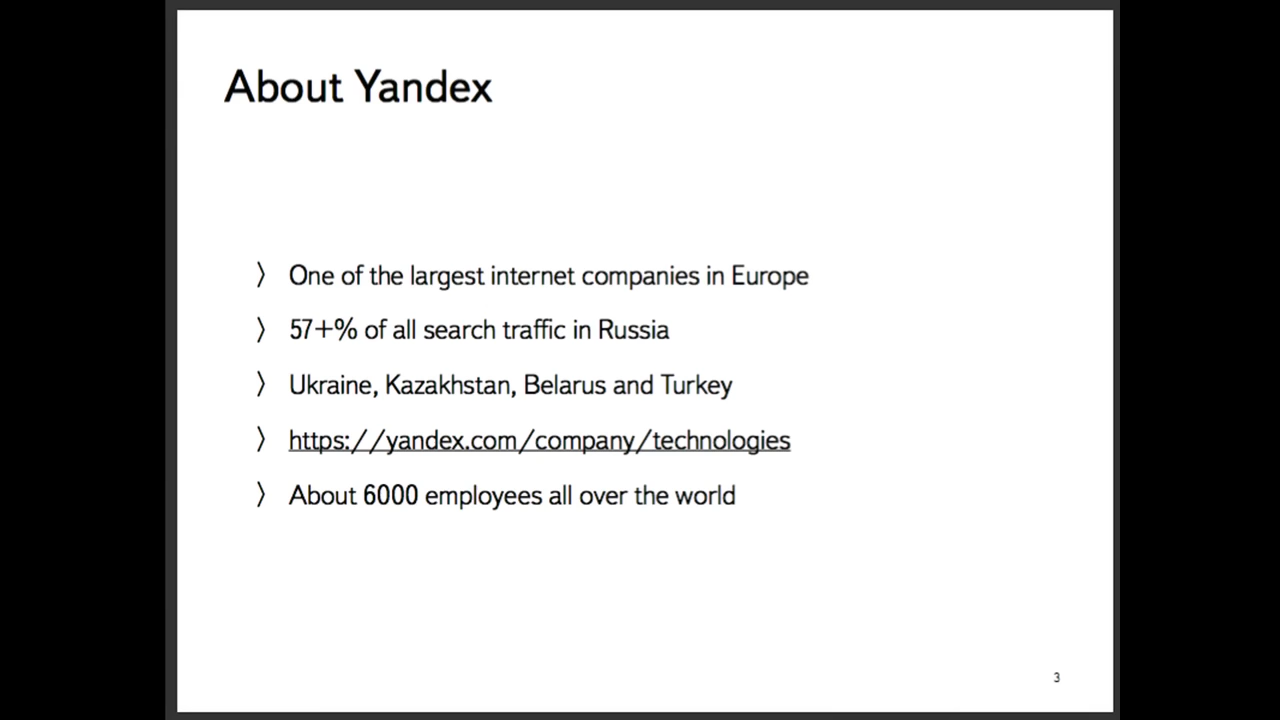 About Yandex
〉 One of the largest internet companies in Europe
〉 57+% of all search traffic in Russia
〉 Ukraine, Kazakhstan, Belarus and Turkey
〉 https://yandex.com/company/technologies
〉 About 6000 employees all over the world
3